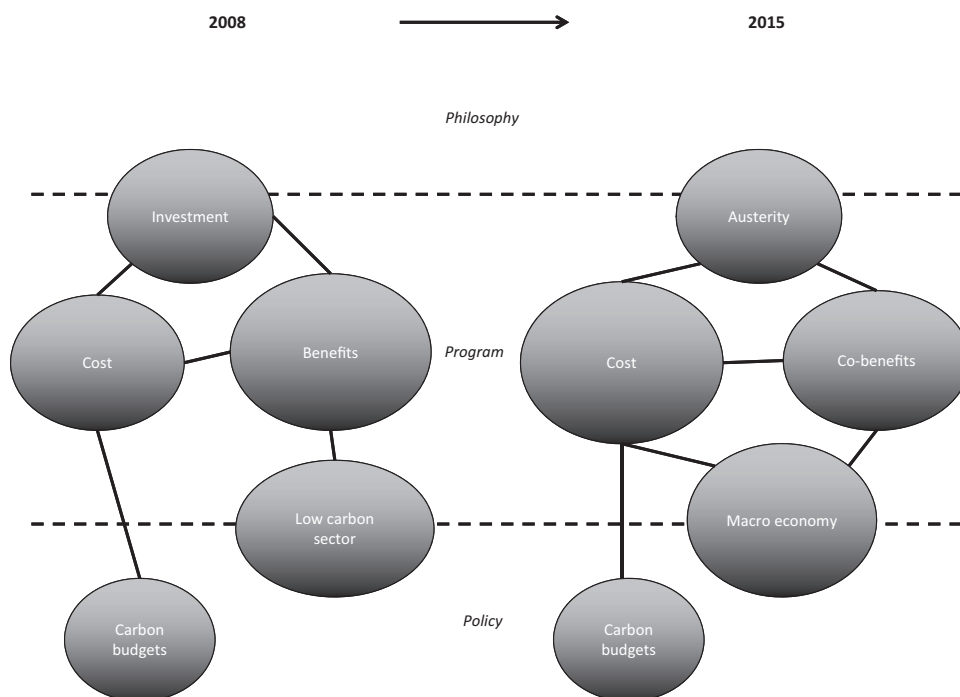 2008
2015
Philosophy
Investment
Austerity
Cost
Benefits
Program
Cost
Co-benefits
Low carbon
sector
Macro economy
Carbon
budgets
Policy
Carbon
budgets